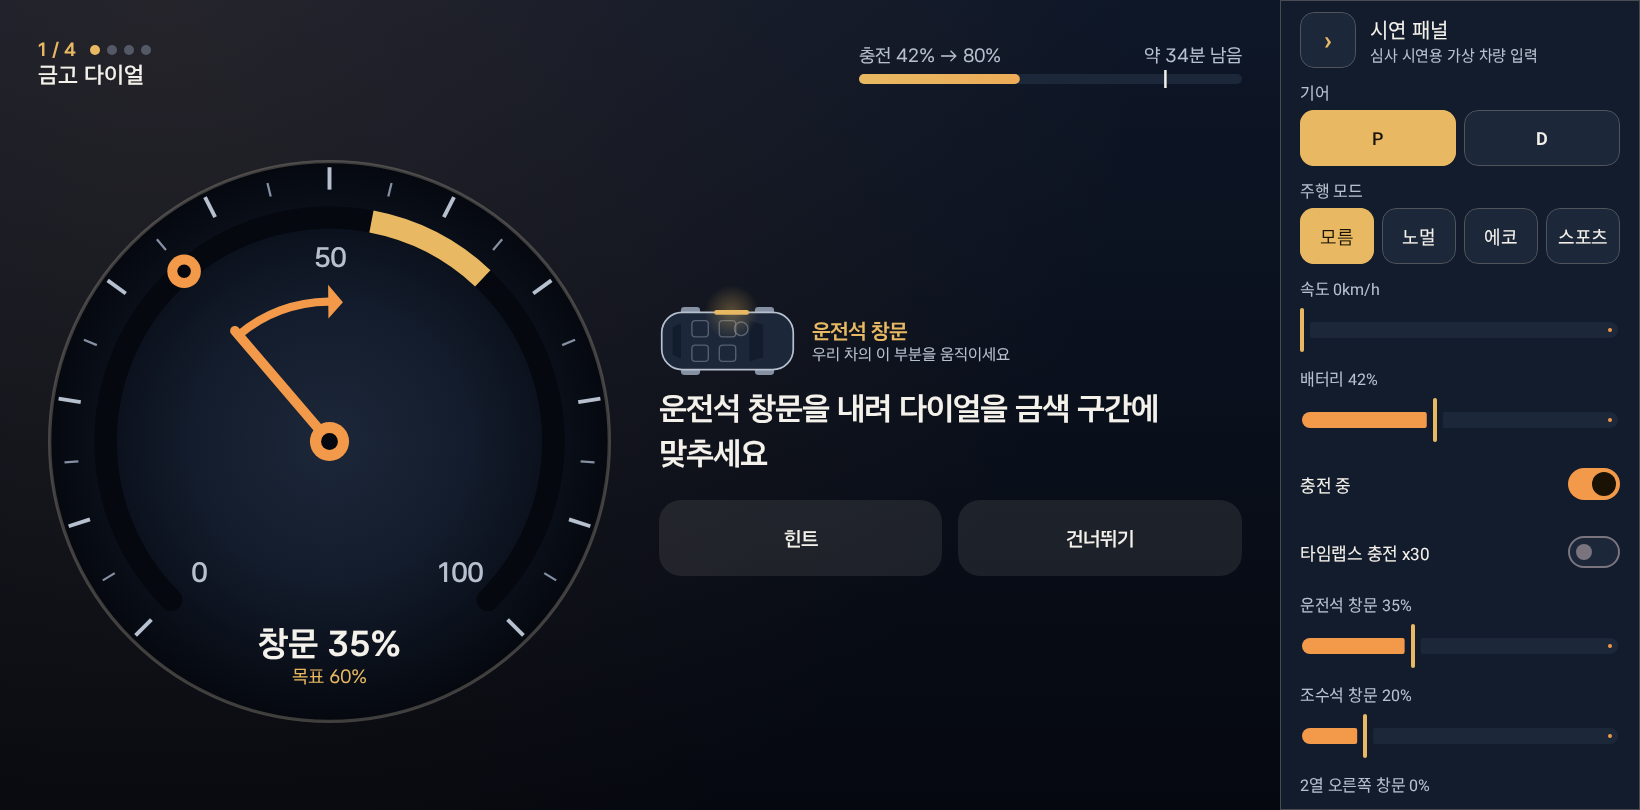 1 / 4
금고 다이얼
충전 42% → 80%
약 34분 남음
50
0
100
창문 35%
목표 60%
운전석 창문
우리 차의 이 부분을 움직이세요
운전석 창문을 내려 다이얼을 금색 구간에
맞추세요
힌트
건너뛰기
시연 패널
심사 시연용 가상 차량 입력
기어
P
D
주행 모드
모름
노멀
에코
스포츠
속도 0km/h
배터리 42%
충전 중
타임랩스 충전 x30
운전석 창문 35%
조수석 창문 20%
2열 오른쪽 창문 0%